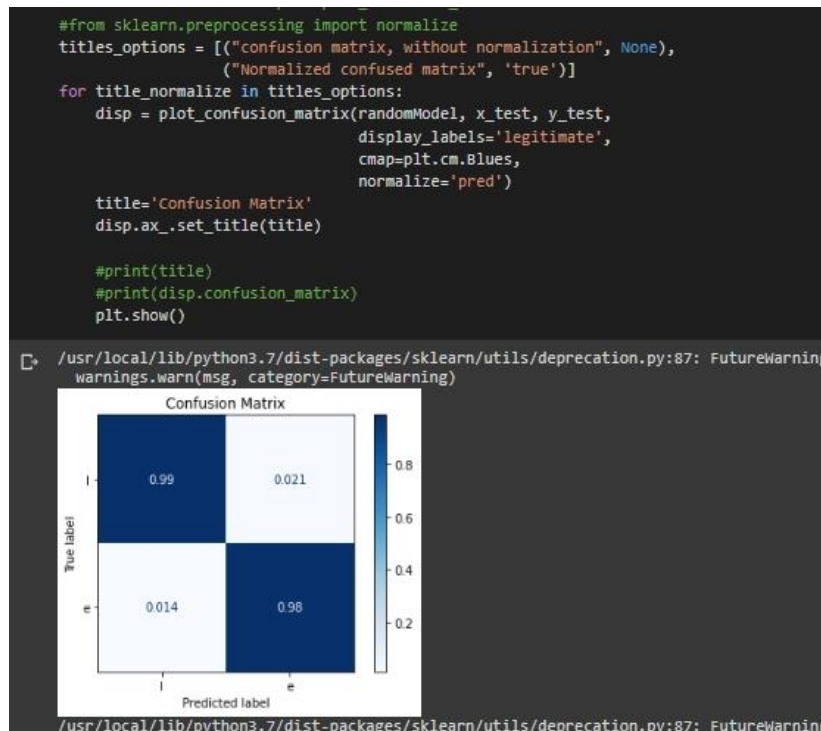 #from sklearn.preprocessing import normalize
titles_options = [("confusion matrix, without normalization", None),
("Normalized confused matrix", 'true')]
for title_normalize in titles_options:
disp = plot_confusion_matrix(randomModel, x_test, y_test,
display_labels='legitimate',
cmap=plt.cm.Blues,
normalize='pred')
title='Confusion Matrix'
disp.ax_.set_title(title)
#print(title)
#print(disp.confusion_matrix)
plt.show()
/usr/local/lib/python3.7/dist-packages/sklearn/utils/deprecation.py:87: FutureWarning
warnings.warn(msg, category=FutureWarning)
Confusion Matrix
l
0.99
0.021
0.8
0.6
True label
0.4
e
0.014
0.98
0.2
l
e
Predicted label
/usr/local/lib/python3.7/dist-packages/sklearn/utils/deprecation.py:87: FutureWarning